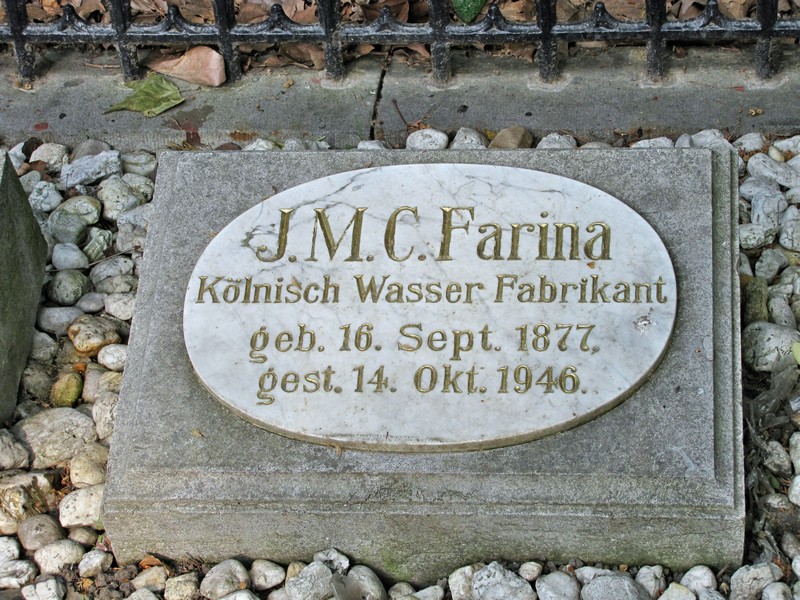 J. M. C. Farina
Kölnisch Wasser Fabrikant
geb. 16. Sept. 1877.
gest. 14. Okt. 1946.